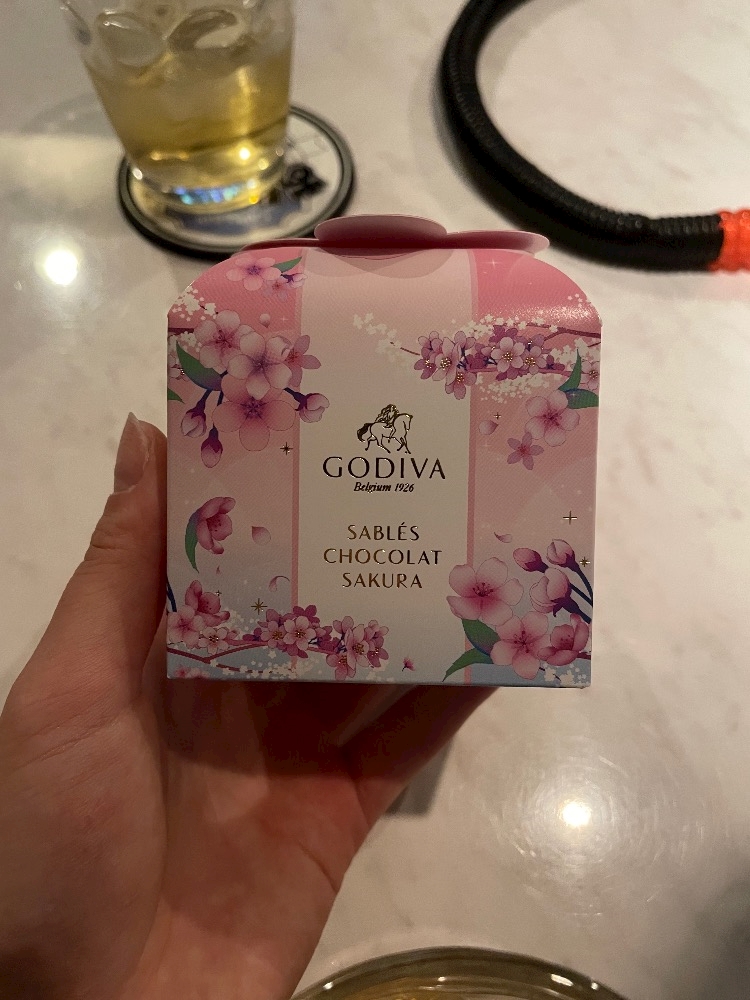 GODIVA
Belgium 1926
SABLÉS
CHOCOLAT
SAKURA